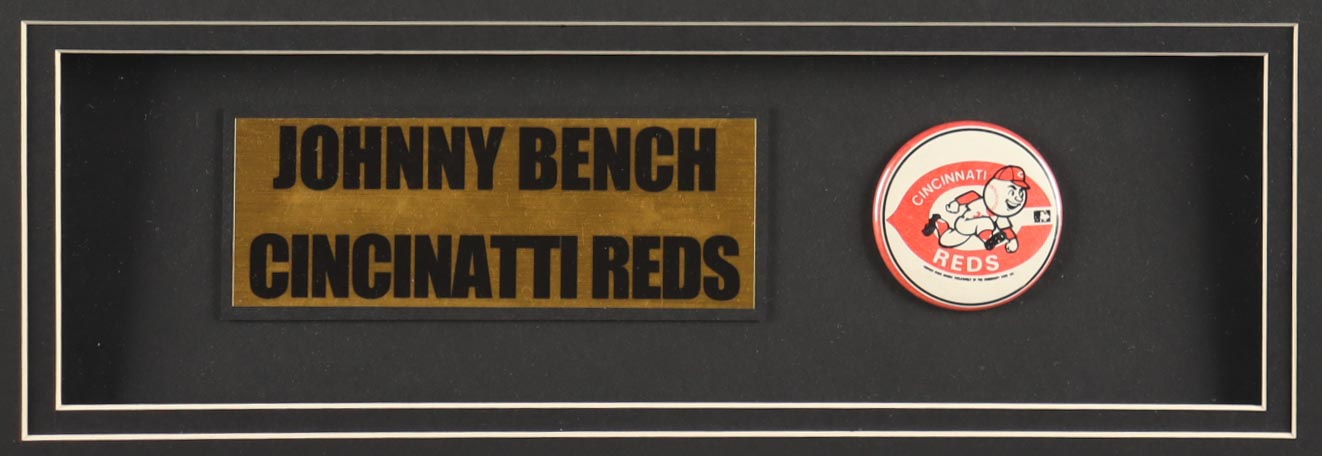 JOHNNY BENCH
CINCINATTI REDS
CINCINNATI
REDS